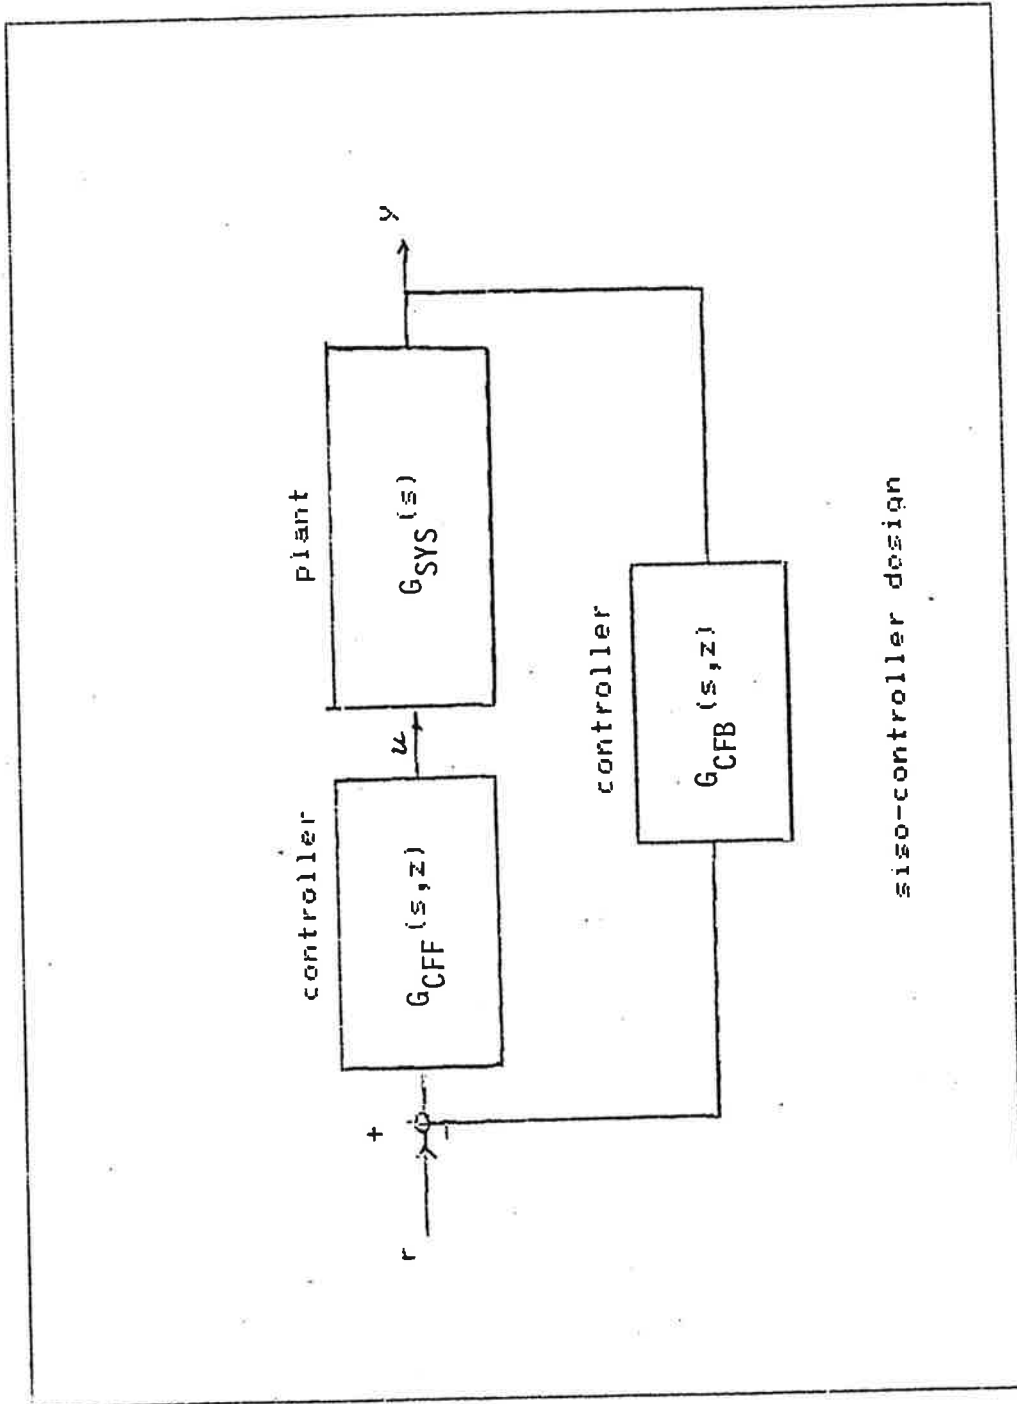 controller
plant
+
r
-
G_CFF(s,z)
u
G_SYS(s)
y
controller
G_CFB(s,z)
siso-controller design